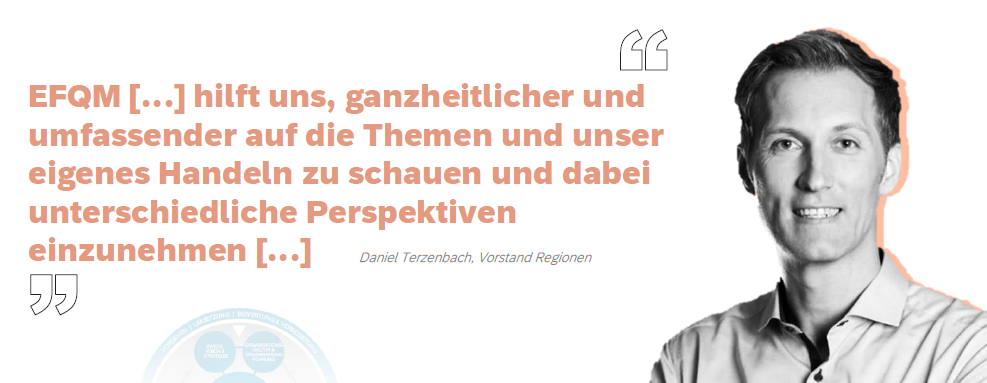 “
EFQM [...] hilft uns, ganzheitlicher und
umfassender auf die Themen und unser
eigenes Handeln zu schauen und dabei
unterschiedliche Perspektiven
einzunehmen [...]
Daniel Terzenbach, Vorstand Regionen
”